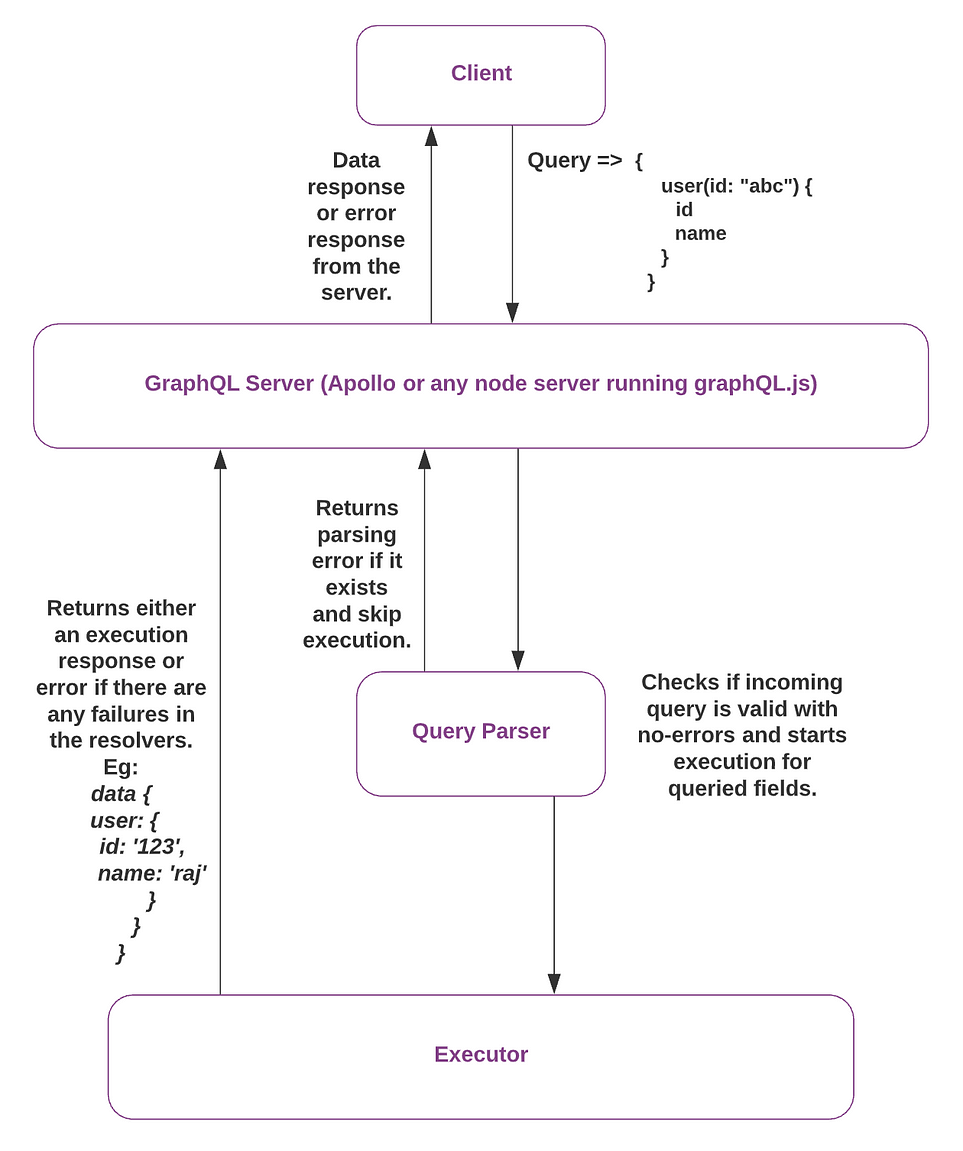 Client
Data
response
or error
response
from the
server.
Query => {
user(id: "abc") {
id
name
}
}
GraphQL Server (Apollo or any node server running graphQL.js)
Returns
parsing
error if it
exists
and skip
execution.
Returns either
an execution
response or
error if there are
any failures in
the resolvers.
Eg:
data {
user: {
id: '123',
name: 'raj'
}
}
}
Query Parser
Checks if incoming
query is valid with
no-errors and starts
execution for
queried fields.
Executor